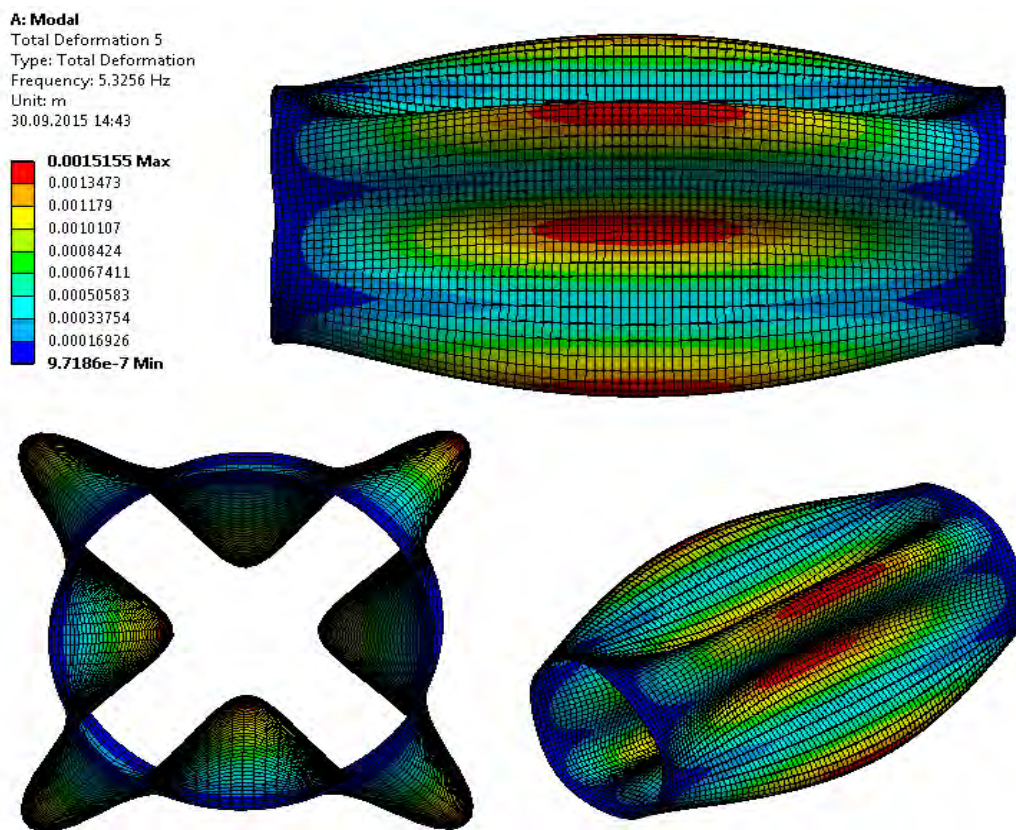 A: Modal
Total Deformation 5
Type: Total Deformation
Frequency: 5.3256 Hz
Unit: m
30.09.2015 14:43
0.0015155 Max
0.0013473
0.001179
0.0010107
0.0008424
0.00067411
0.00050583
0.00033754
0.00016926
9.7186e-7 Min